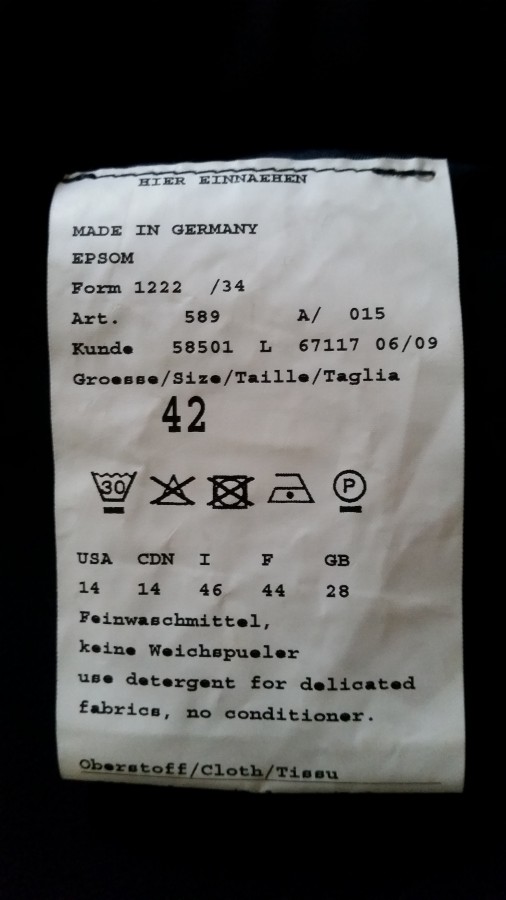 HIER EINNAEHEN
MADE IN GERMANY
EPSOM
Form 1222 /34
Art. 589 A/ 015
Kunde 58501 L 67117 06/09
Groesse/Size/Taille/Taglia
42
30 P
USA CDN I F GB
14 14 46 44 28
Feinwaschmittel,
keine Weichspueler
use detergent for delicated
fabrics, no conditioner.
Oberstoff/Cloth/Tissu